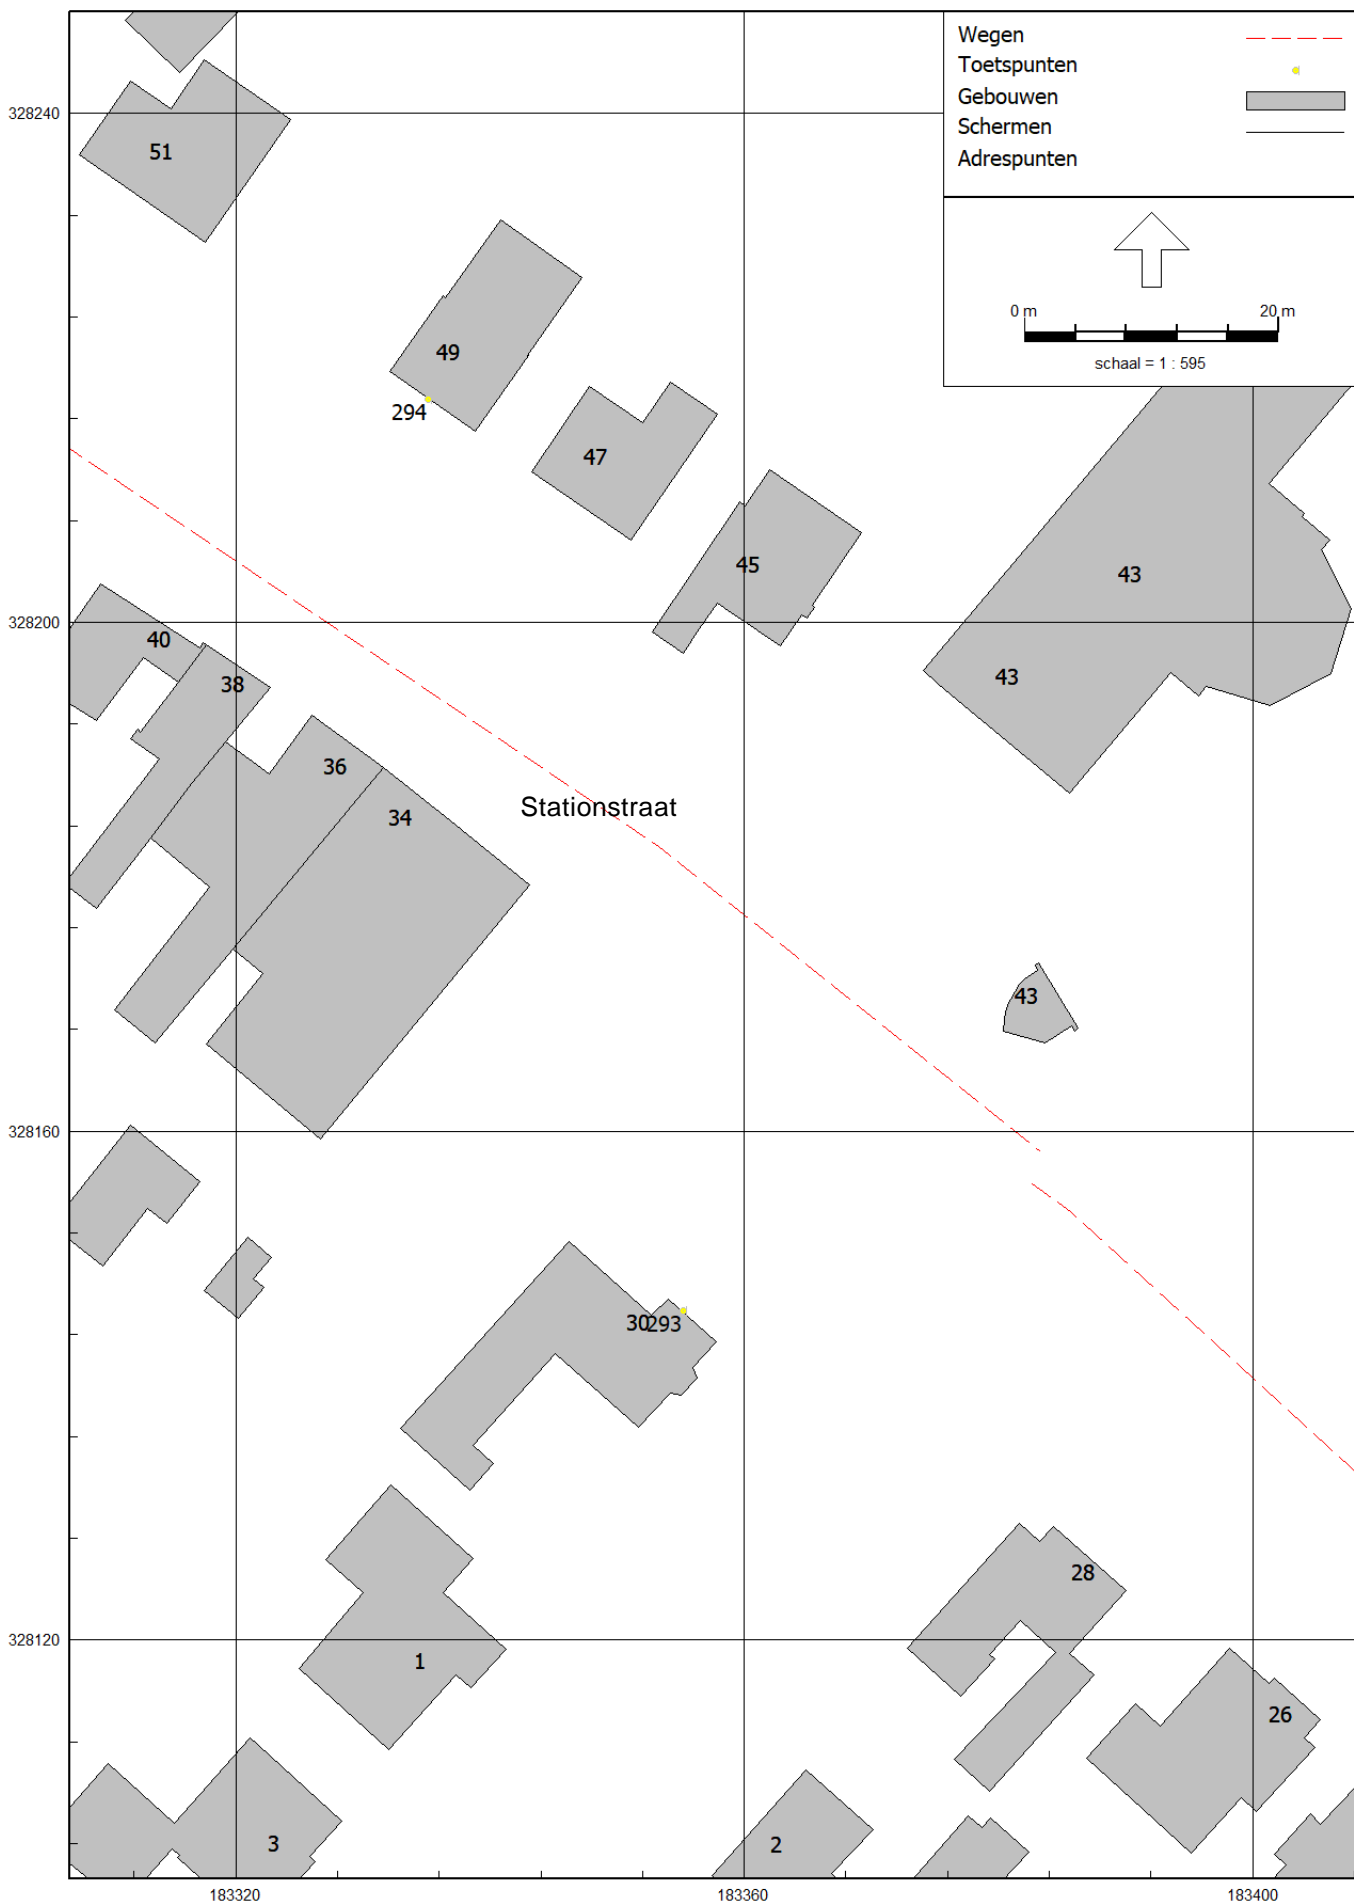 Wegen
Toetspunten
Gebouwen
Schermen
Adrespunten
0 m 20 m
schaal = 1 : 595
328240
51
49
294
47
45
43
328200
40
43
38
36
34
Stationstraat
43
328160
30 293
28
328120
1
26
3
2
183320 183360 183400